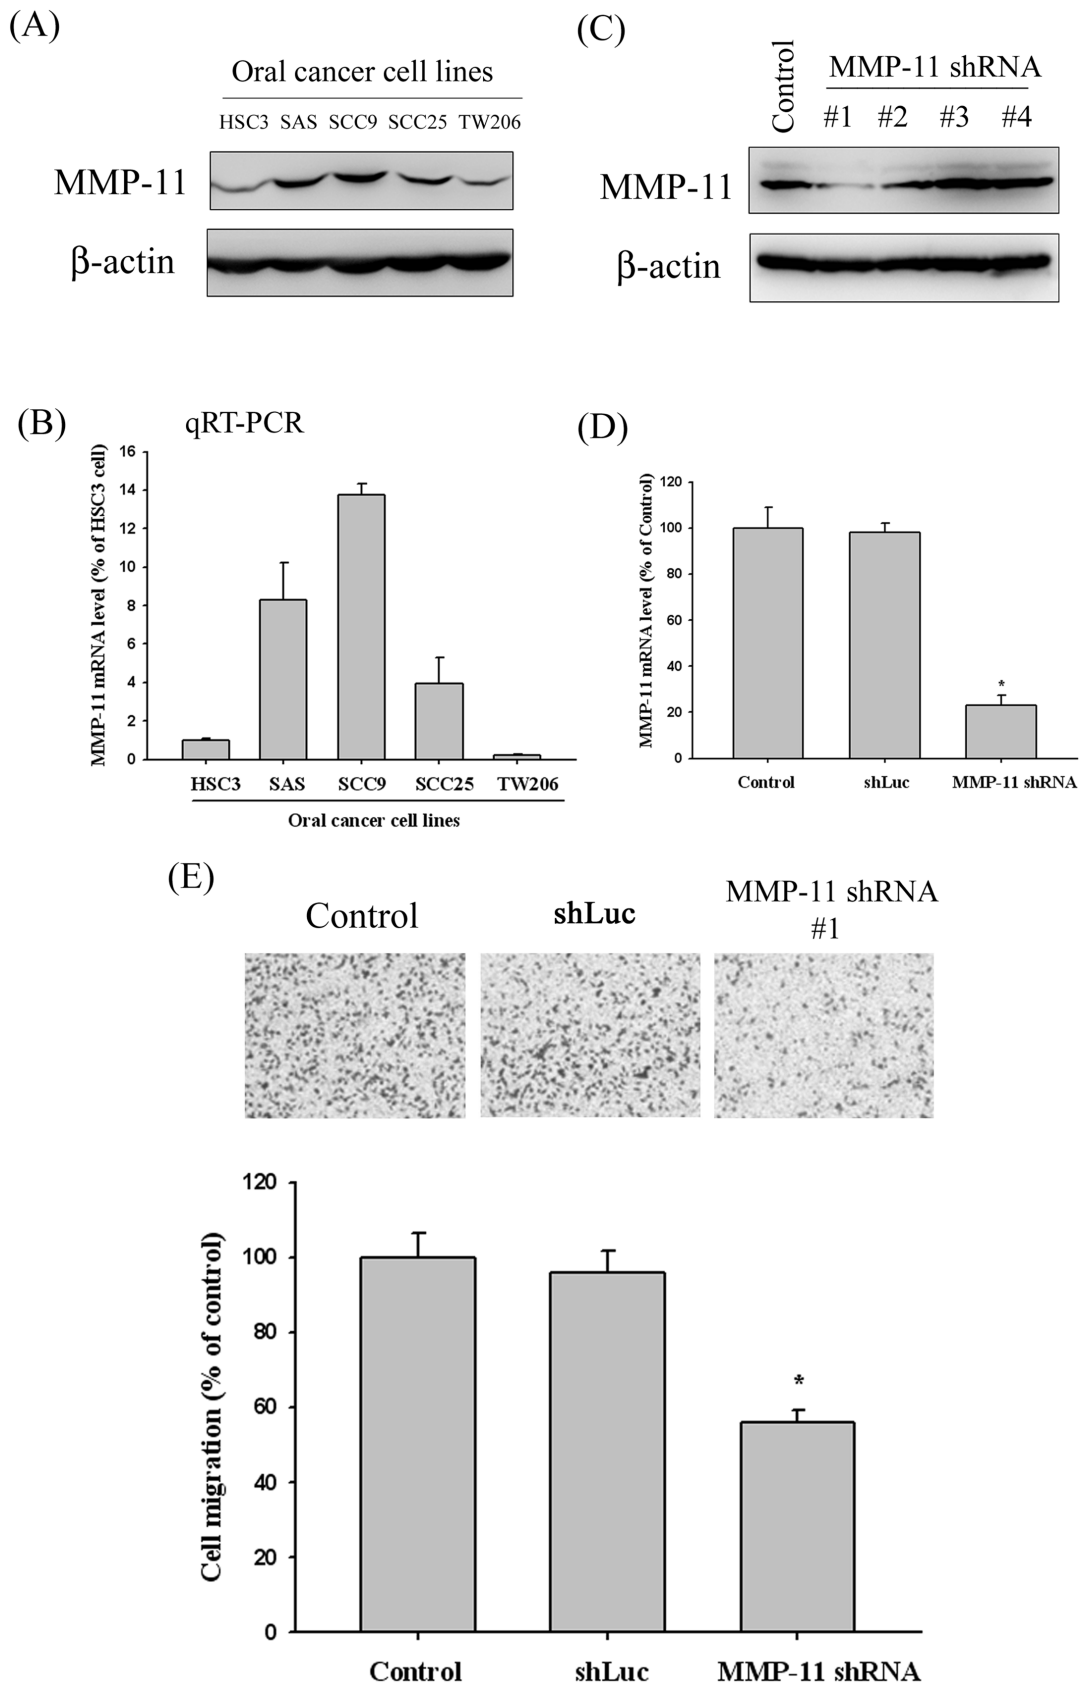 (A)
Oral cancer cell lines
HSC3 SAS SCC9 SCC25 TW206
MMP-11
β-actin
(C)
Control
MMP-11 shRNA
#1 #2 #3 #4
MMP-11
β-actin
(B)
qRT-PCR
MMP-11 mRNA level (% of HSC3 cell)
16
14
12
10
8
6
4
2
0
HSC3 SAS SCC9 SCC25 TW206
Oral cancer cell lines
(D)
MMP-11 mRNA level (% of Control)
120
100
80
60
40
20
0
*
Control shLuc MMP-11 shRNA
(E)
Control shLuc MMP-11 shRNA
#1
Cell migration (% of control)
120
100
80
60
40
20
0
*
Control shLuc MMP-11 shRNA